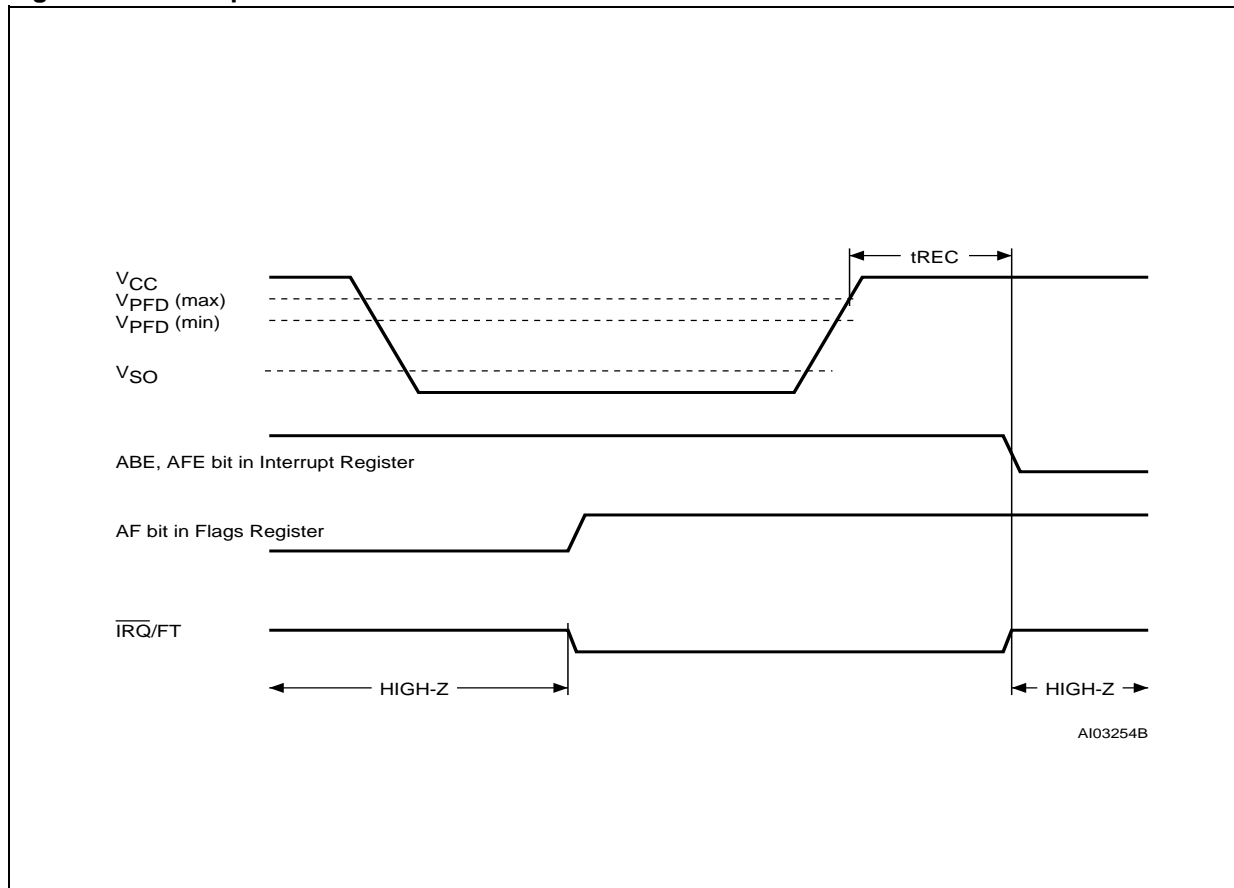 tREC
VCC
VPFD (max)
VPFD (min)
VSO
ABE, AFE bit in Interrupt Register
AF bit in Flags Register
IRQ/FT
HIGH-Z
HIGH-Z
AI03254B